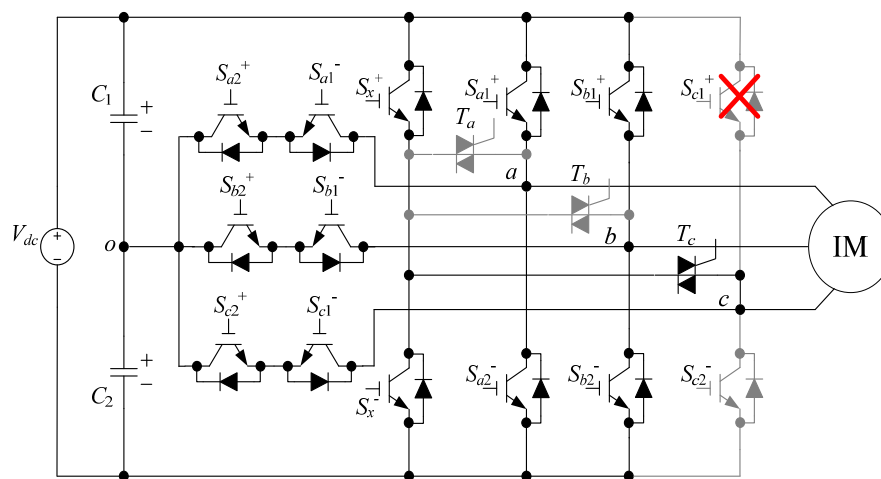 Sa2+
Sa1-
Sx+
Sa1+
Sb1+
Sc1+
C1
+
−
Ta
a
Tb
Sb2+
Sb1-
Vdc
+
−
o
b
Tc
IM
c
Sc2+
Sc1-
C2
+
−
Sx-
Sa2-
Sb2-
Sc2-